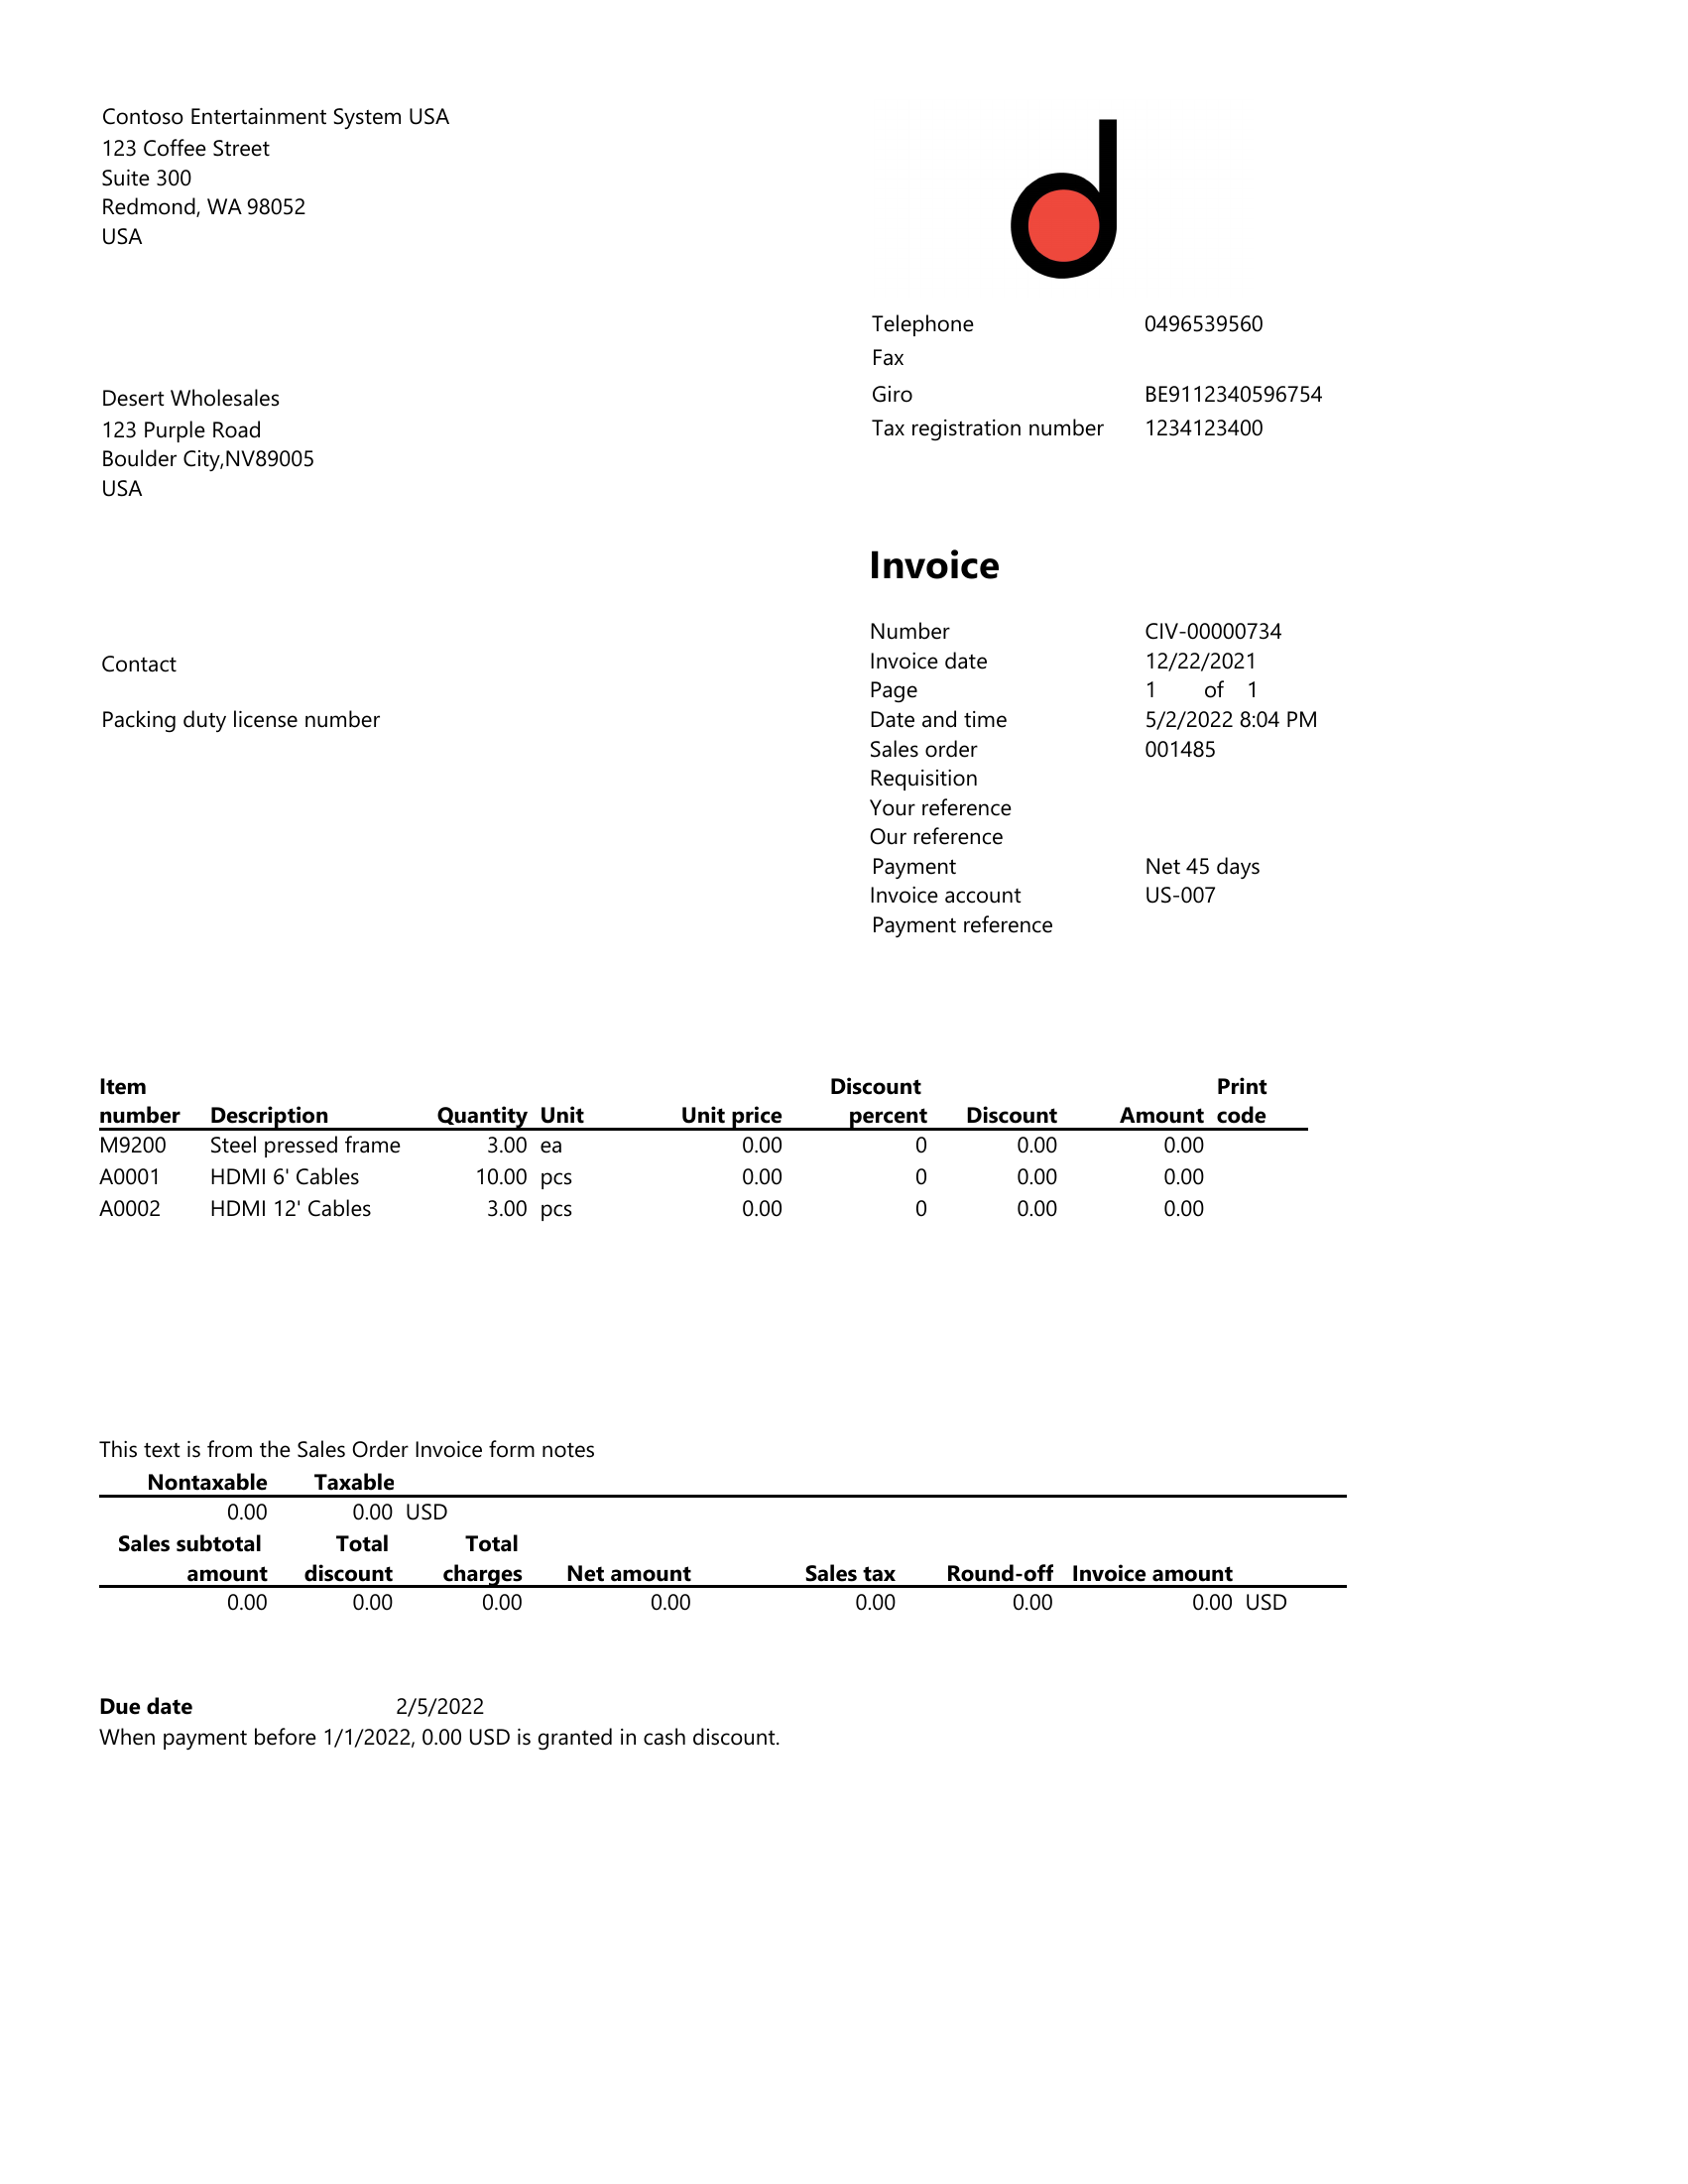 Contoso Entertainment System USA
123 Coffee Street
Suite 300
Redmond, WA 98052
USA
Telephone 0496539560
Fax
Giro BE9112340596754
Tax registration number 1234123400
Desert Wholesales
123 Purple Road
Boulder City,NV89005
USA
Invoice
Number CIV-00000734
Invoice date 12/22/2021
Page 1 of 1
Date and time 5/2/2022 8:04 PM
Sales order 001485
Requisition
Your reference
Our reference
Payment Net 45 days
Invoice account US-007
Payment reference
Contact
Packing duty license number
Item Discount Print
number Description Quantity Unit Unit price percent Discount Amount code
M9200 Steel pressed frame 3.00 ea 0.00 0 0.00 0.00
A0001 HDMI 6' Cables 10.00 pcs 0.00 0 0.00 0.00
A0002 HDMI 12' Cables 3.00 pcs 0.00 0 0.00 0.00
This text is from the Sales Order Invoice form notes
Nontaxable Taxable
0.00 0.00 USD
Sales subtotal Total Total
amount discount charges Net amount Sales tax Round-off Invoice amount
0.00 0.00 0.00 0.00 0.00 0.00 0.00 USD
Due date 2/5/2022
When payment before 1/1/2022, 0.00 USD is granted in cash discount.